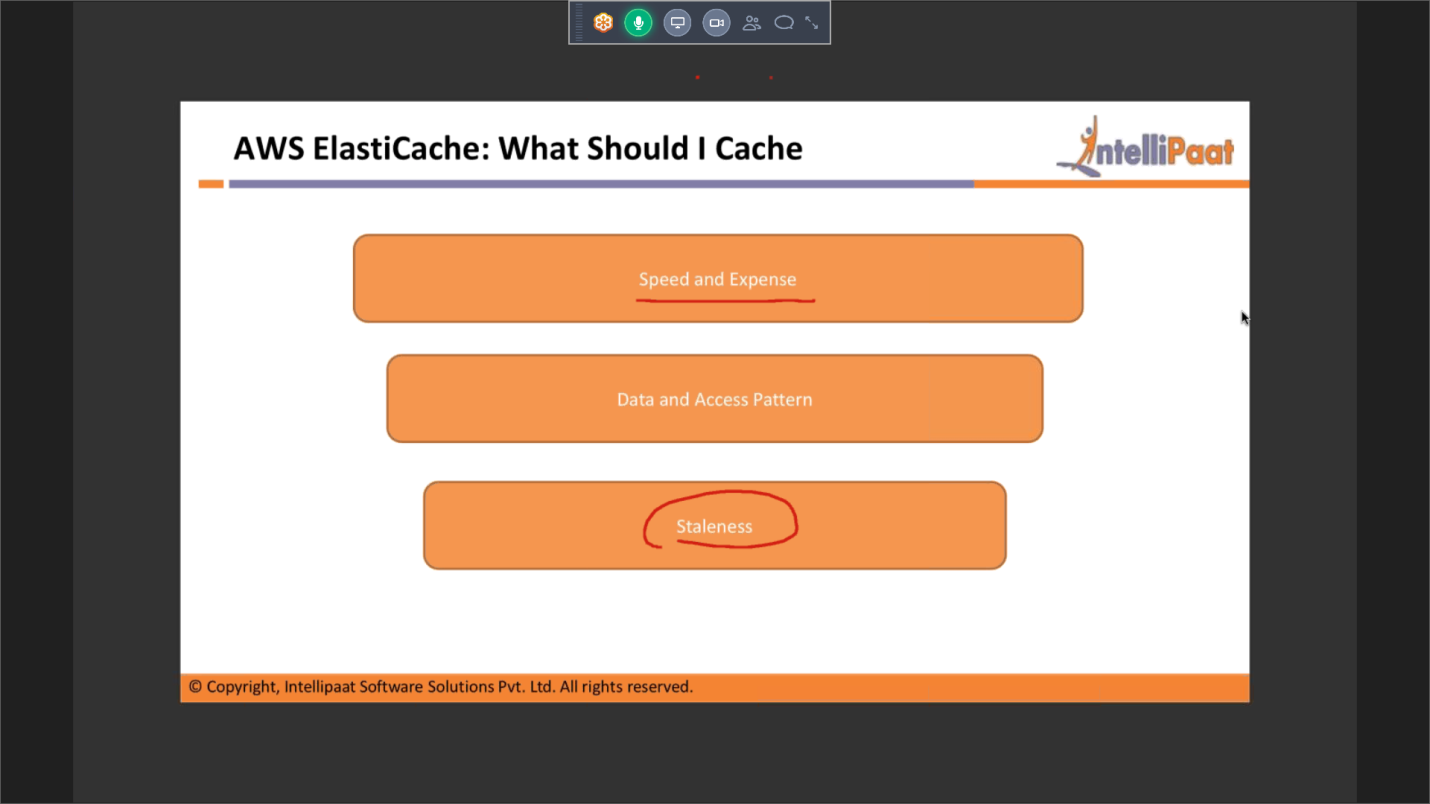 AWS ElastiCache: What Should I Cache
IntelliPaat
Speed and Expense
Data and Access Pattern
Staleness
© Copyright, Intellipaat Software Solutions Pvt. Ltd. All rights reserved.